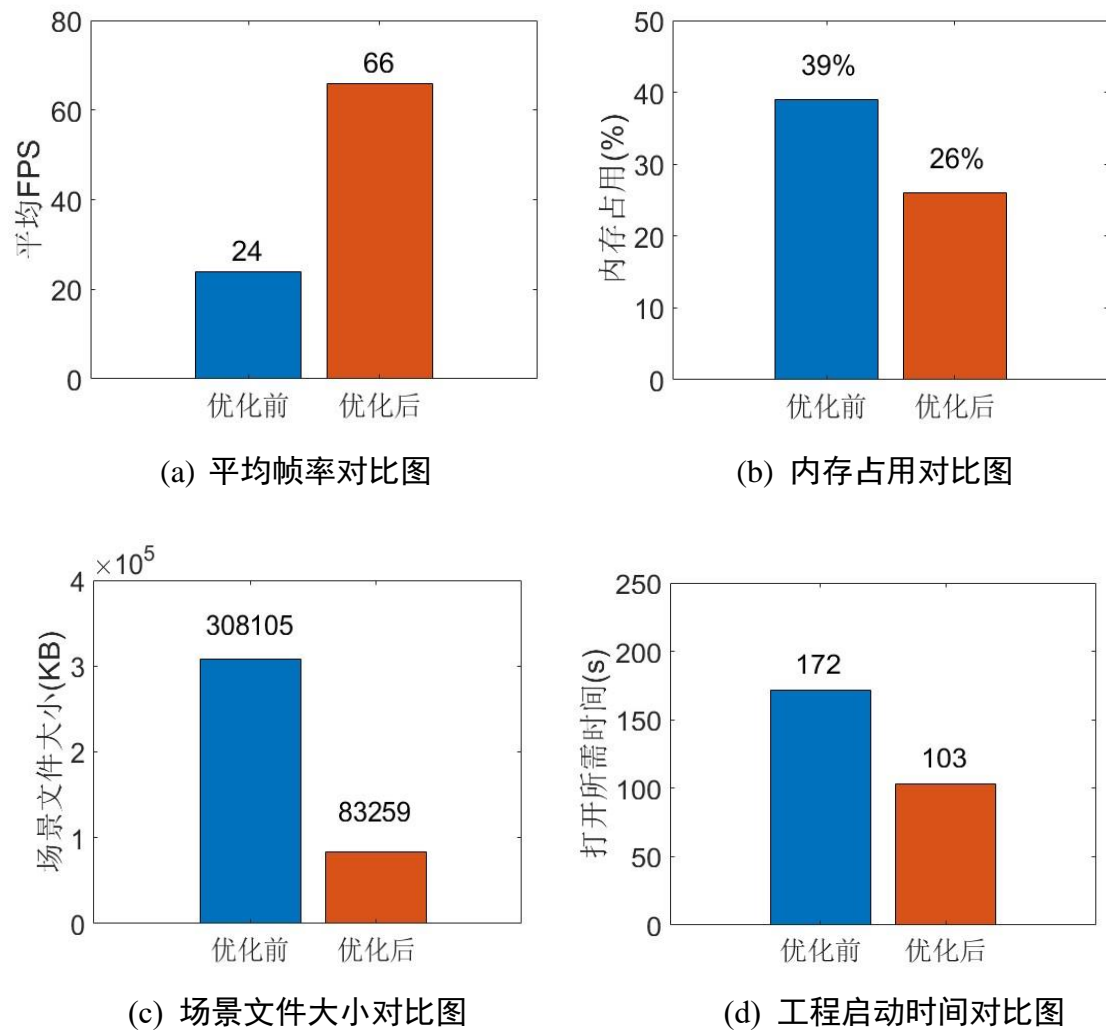 80
60
40
20
0
平均FPS
24
66
优化前
优化后
(a) 平均帧率对比图
50
40
30
20
10
0
内存占用(%)
39%
26%
优化前
优化后
(b) 内存占用对比图
×10⁵
4
3
2
1
0
场景文件大小(KB)
308105
83259
优化前
优化后
(c) 场景文件大小对比图
250
200
150
100
50
0
打开所需时间(s)
172
103
优化前
优化后
(d) 工程启动时间对比图